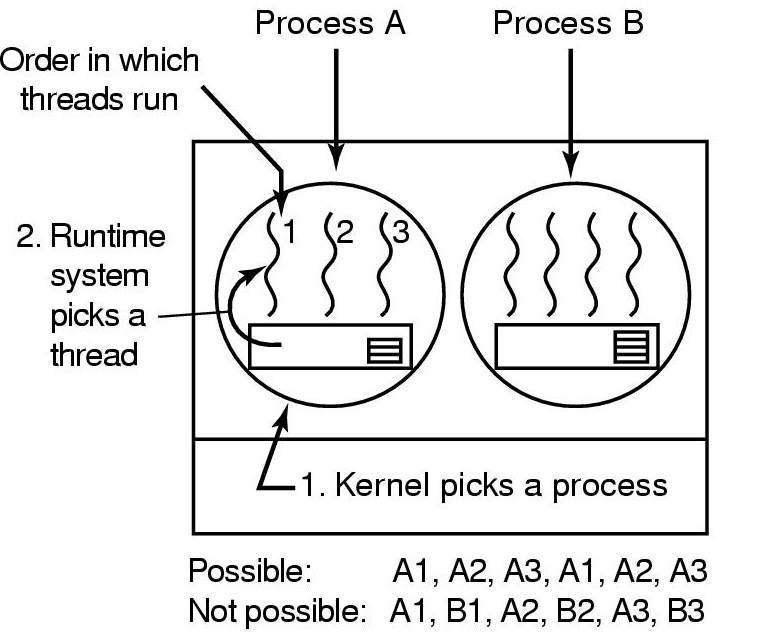 Process A
Process B
Order in which
threads run
1
2
3
2. Runtime
system
picks a
thread
1. Kernel picks a process
Possible: A1, A2, A3, A1, A2, A3
Not possible: A1, B1, A2, B2, A3, B3